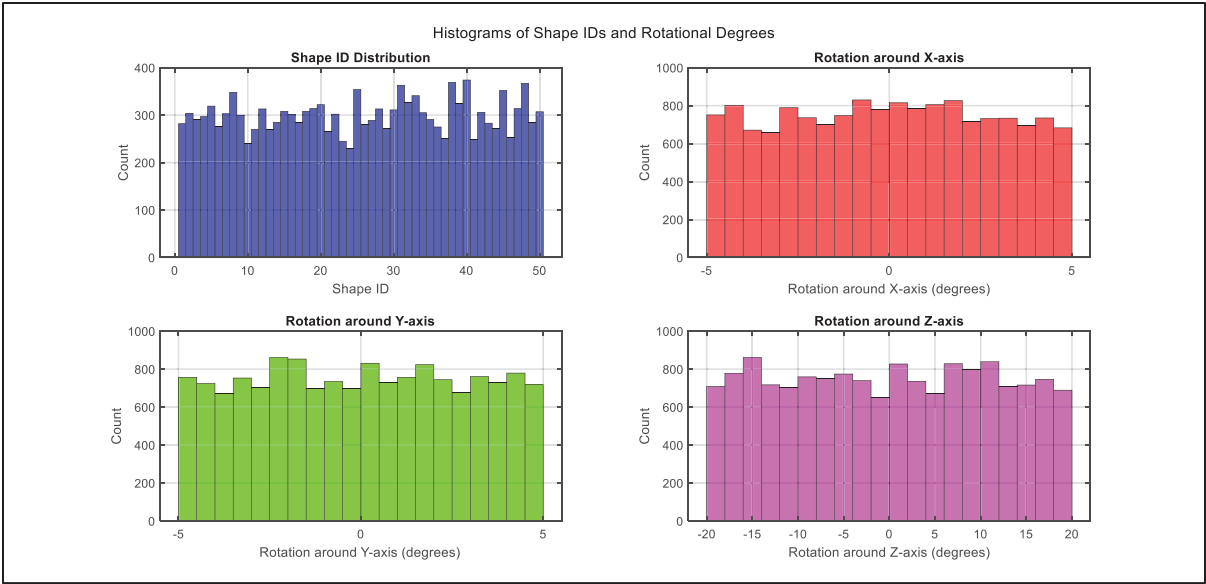 Histograms of Shape IDs and Rotational Degrees
Shape ID Distribution
400
300
200
100
0
Count
0 10 20 30 40 50
Shape ID
Rotation around X-axis
1000
800
600
400
200
0
Count
-5 0 5
Rotation around X-axis (degrees)
Rotation around Y-axis
1000
800
600
400
200
0
Count
-5 0 5
Rotation around Y-axis (degrees)
Rotation around Z-axis
1000
800
600
400
200
0
Count
-20 -15 -10 -5 0 5 10 15 20
Rotation around Z-axis (degrees)